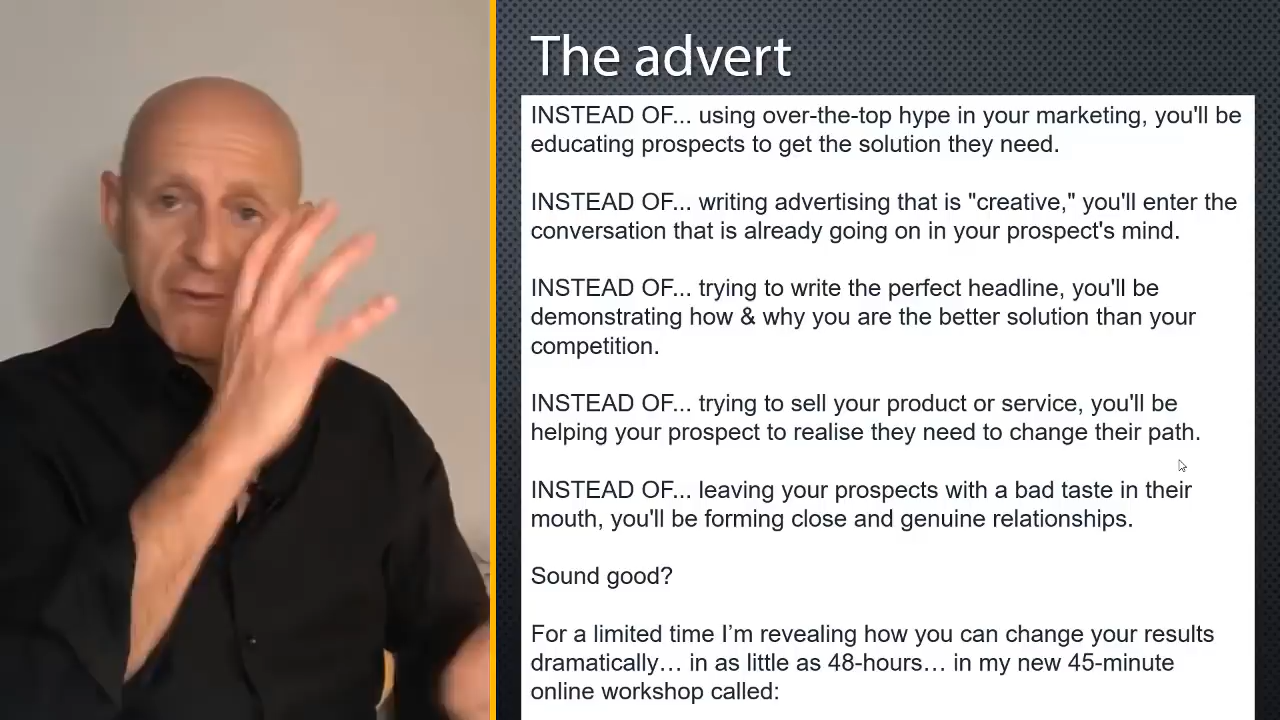 The advert
INSTEAD OF... using over-the-top hype in your marketing, you'll be
educating prospects to get the solution they need.
INSTEAD OF... writing advertising that is "creative," you'll enter the
conversation that is already going on in your prospect's mind.
INSTEAD OF... trying to write the perfect headline, you'll be
demonstrating how & why you are the better solution than your
competition.
INSTEAD OF... trying to sell your product or service, you'll be
helping your prospect to realise they need to change their path.
INSTEAD OF... leaving your prospects with a bad taste in their
mouth, you'll be forming close and genuine relationships.
Sound good?
For a limited time I’m revealing how you can change your results
dramatically… in as little as 48-hours… in my new 45-minute
online workshop called: